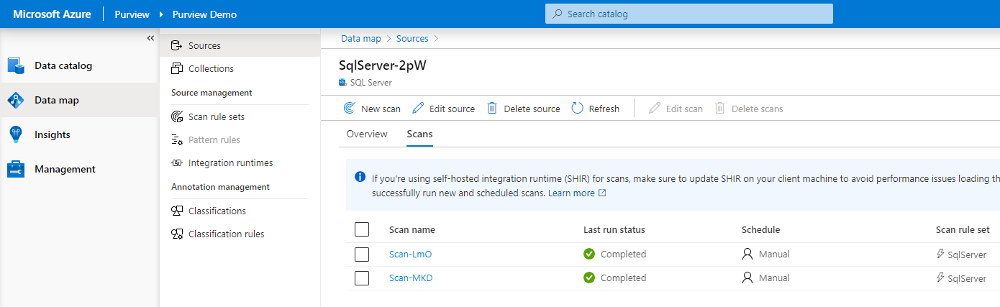 Microsoft Azure Purview Purview Demo Search catalog
Data catalog
Data map
Insights
Management
Sources
Collections
Source management
Scan rule sets
Pattern rules
Integration runtimes
Annotation management
Classifications
Classification rules
Data map Sources
SqlServer-2pW
SQL Server
New scan Edit source Delete source Refresh Edit scan Delete scans
Overview Scans
If you're using self-hosted integration runtime (SHIR) for scans, make sure to update SHIR on your client machine to avoid performance issues loading th
successfully run new and scheduled scans. Learn more
Scan name Last run status Schedule Scan rule set
Scan-LmO Completed Manual SqlServer
Scan-MKD Completed Manual SqlServer